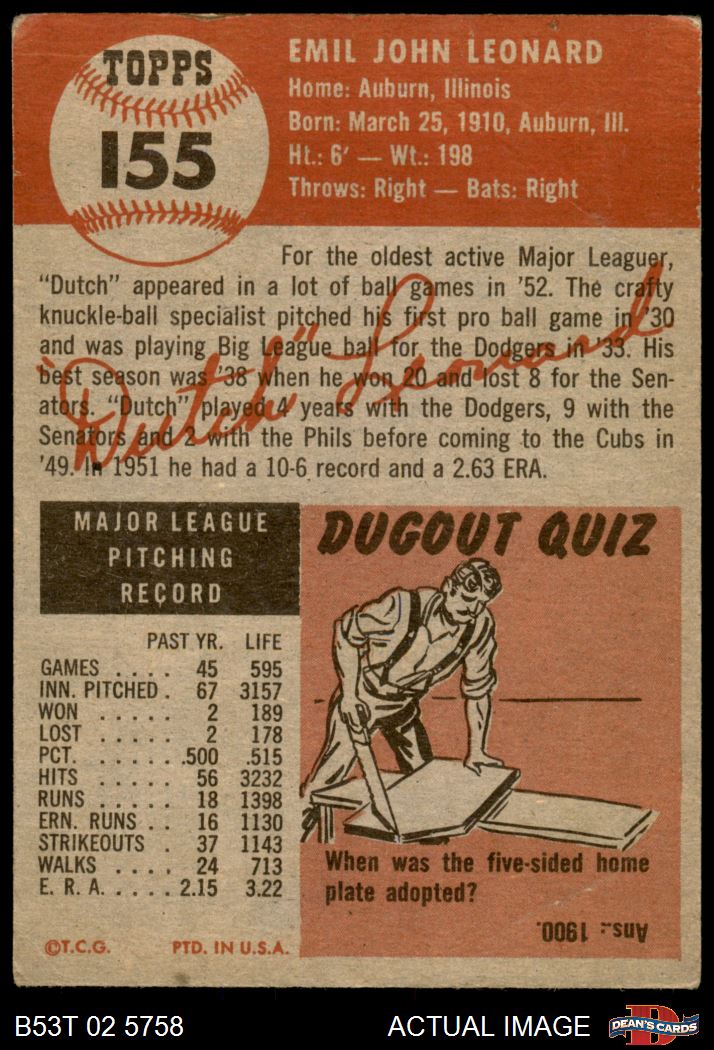 TOPPS
155
EMIL JOHN LEONARD
Home: Auburn, Illinois
Born: March 25, 1910, Auburn, Ill.
Ht.: 6' — Wt.: 198
Throws: Right — Bats: Right
For the oldest active Major Leaguer,
"Dutch" appeared in a lot of ball games in '52. The crafty
knuckle-ball specialist pitched his first pro ball game in '30
and was playing Big League ball for the Dodgers in '33. His
best season was '38 when he won 20 and lost 8 for the Sen-
ators. "Dutch" played 4 years with the Dodgers, 9 with the
Senators and 2 with the Phils before coming to the Cubs in
'49. In 1951 he had a 10-6 record and a 2.63 ERA.
"Dutch" Leonard
MAJOR LEAGUE
PITCHING
RECORD
PAST YR. LIFE
GAMES .... 45 595
INN. PITCHED . 67 3157
WON ..... 2 189
LOST ..... 2 178
PCT. ..... .500 .515
HITS ..... 56 3232
RUNS ..... 18 1398
ERN. RUNS .. 16 1130
STRIKEOUTS . 37 1143
WALKS .... 24 713
E. R. A. .... 2.15 3.22
©T.C.G. PTD. IN U.S.A.
DUGOUT QUIZ
When was the five-sided home
plate adopted?
Ans.: 1900.
B53T 02 5758
ACTUAL IMAGE
D
DEAN'S CARDS